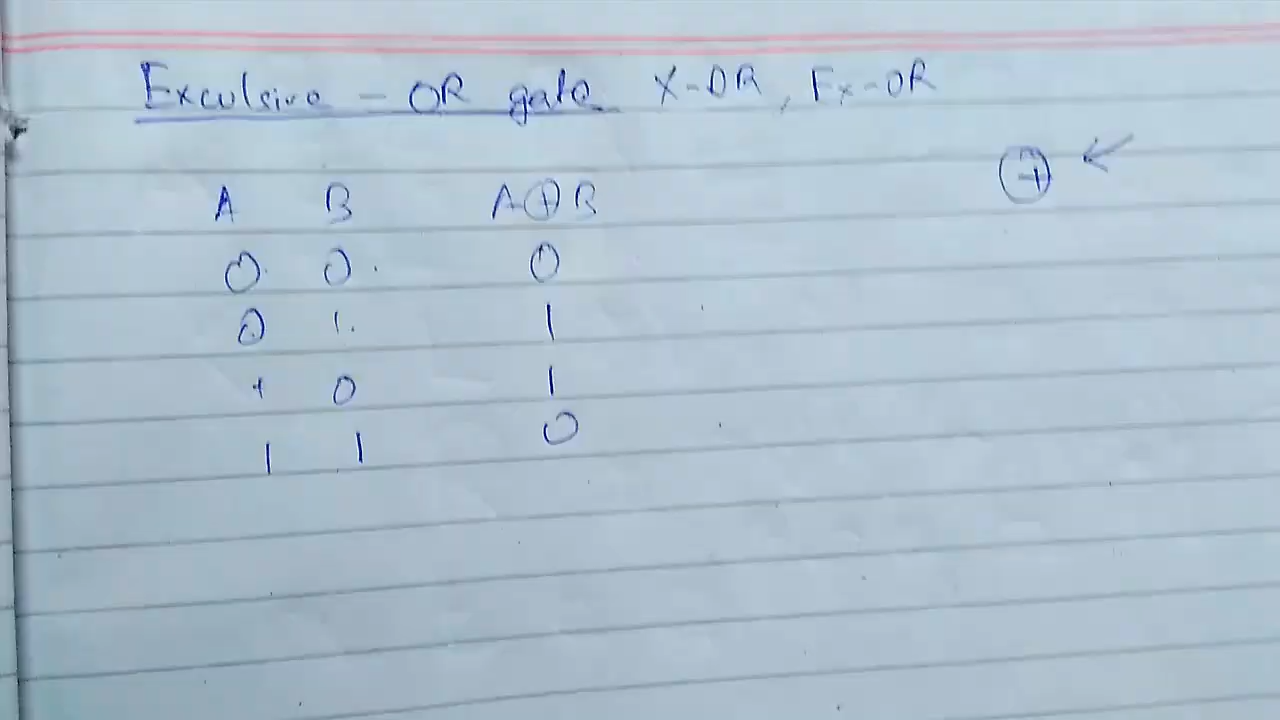 Exculsive - OR gate X-OR, Ex-OR
⊕ ←
A B A⊕B
0 0 0
0 1 1
1 0 1
1 1 0